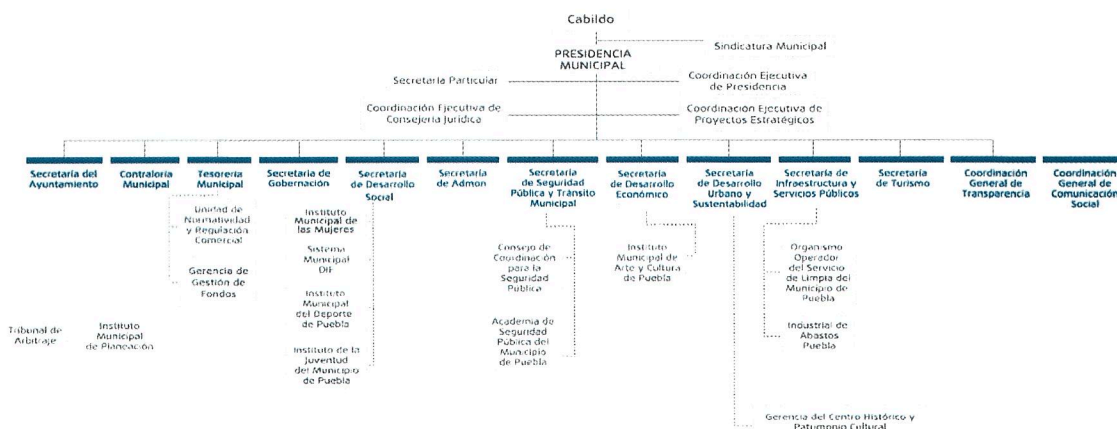 Cabildo
Sindicatura Municipal
PRESIDENCIA
MUNICIPAL
Secretaría Particular
Coordinación Ejecutiva
de Presidencia
Coordinación Ejecutiva de
Consejería Jurídica
Coordinación Ejecutiva de
Proyectos Estratégicos
Secretaría del
Ayuntamiento
Contraloría
Municipal
Tesorería
Municipal
Secretaría de
Gobernación
Secretaría
de Desarrollo
Social
Secretaría
de Admon
Secretaría
de Seguridad
Pública y Tránsito
Municipal
Secretaría
de Desarrollo
Económico
Secretaría
de Desarrollo
Urbano y
Sustentabilidad
Secretaría de
Infraestructura y
Servicios Públicos
Secretaría
de Turismo
Coordinación
General de
Transparencia
Coordinación
General de
Comunicación
Social
Unidad de
Normatividad
y Regulación
Comercial
Gerencia de
Gestión de
Fondos
Instituto
Municipal de
las Mujeres
Sistema
Municipal
DIF
Instituto
Municipal
del Deporte
de Puebla
Instituto de la
Juventud
del Municipio
de Puebla
Consejo de
Coordinación
para la
Seguridad
Pública
Academia de
Seguridad
Pública del
Municipio
de Puebla
Instituto
Municipal de
Arte y Cultura
de Puebla
Organismo
Operador
del Servicio
de Limpia del
Municipio de
Puebla
Industrial de
Abastos
Puebla
Tribunal de
Arbitraje
Instituto
Municipal
de Planeación
Gerencia del Centro Histórico y
Patrimonio Cultural